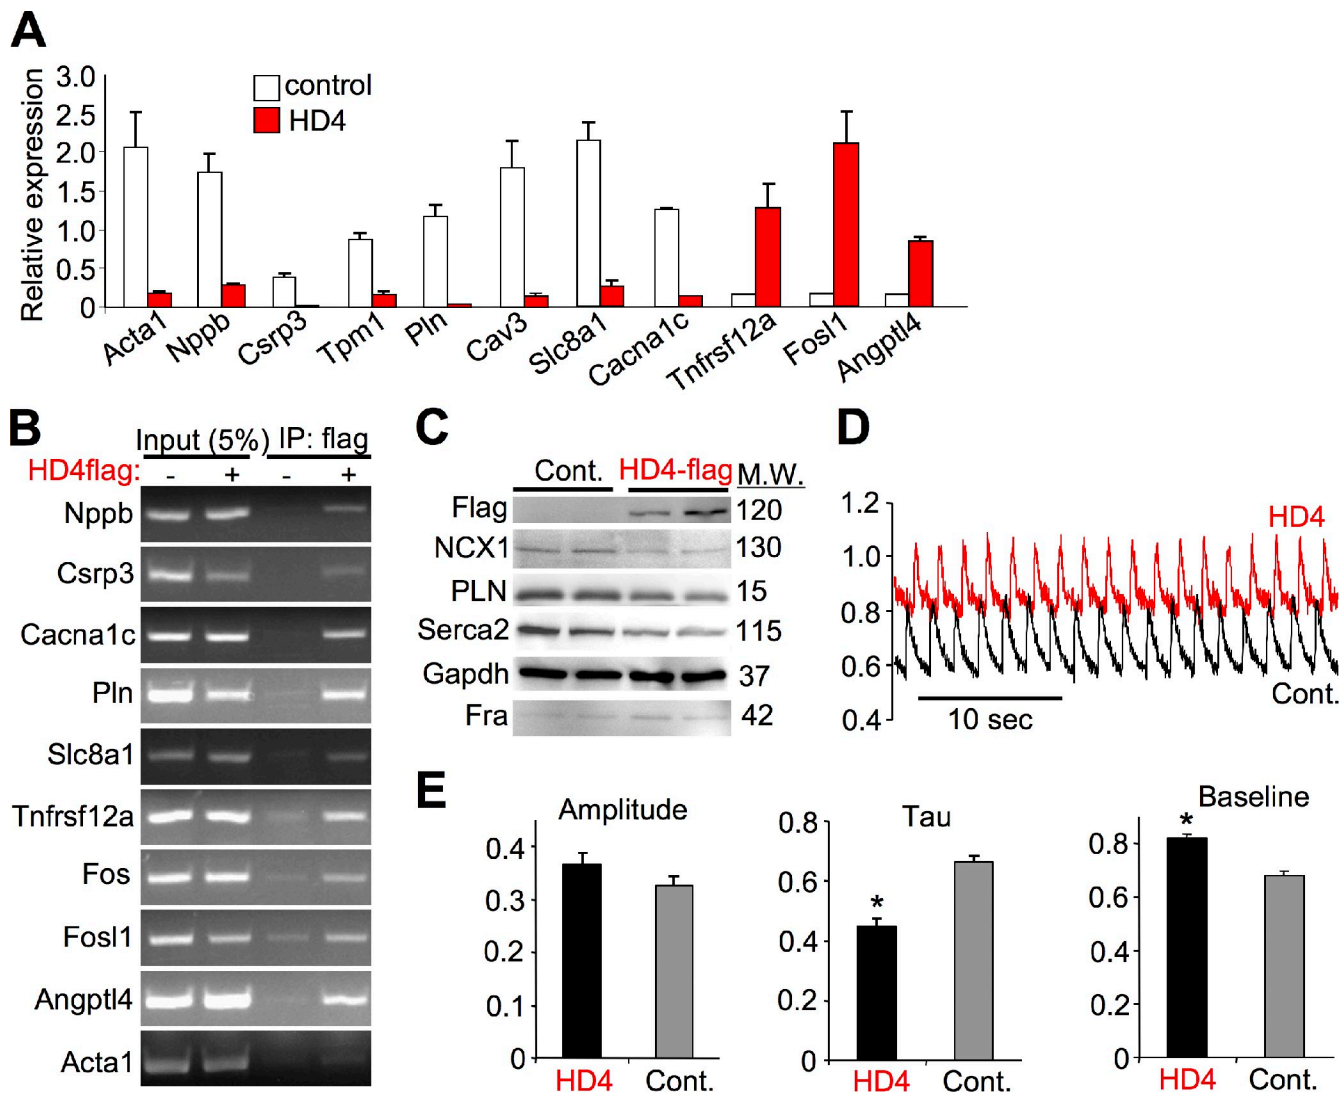 A
Relative expression
3.0
2.5
2.0
1.5
1.0
0.5
0
control
HD4
Acta1
Nppb
Csrp3
Tpm1
Pln
Cav3
Slc8a1
Cacna1c
Tnfrsf12a
Fosl1
Angptl4
B
Input (5%) IP: flag
HD4flag: - + - +
Nppb
Csrp3
Cacna1c
Pln
Slc8a1
Tnfrsf12a
Fos
Fosl1
Angptl4
Acta1
C
Cont. HD4-flag M.W.
Flag 120
NCX1 130
PLN 15
Serca2 115
Gapdh 37
Fra 42
D
1.2
1.0
0.8
0.6
0.4
HD4
Cont.
10 sec
E
Amplitude
0.4
0.3
0.2
0.1
0
HD4 Cont.
Tau
0.8
0.6
0.4
0.2
0
*
HD4 Cont.
Baseline
0.8
0.6
0.4
0.2
0
*
HD4 Cont.